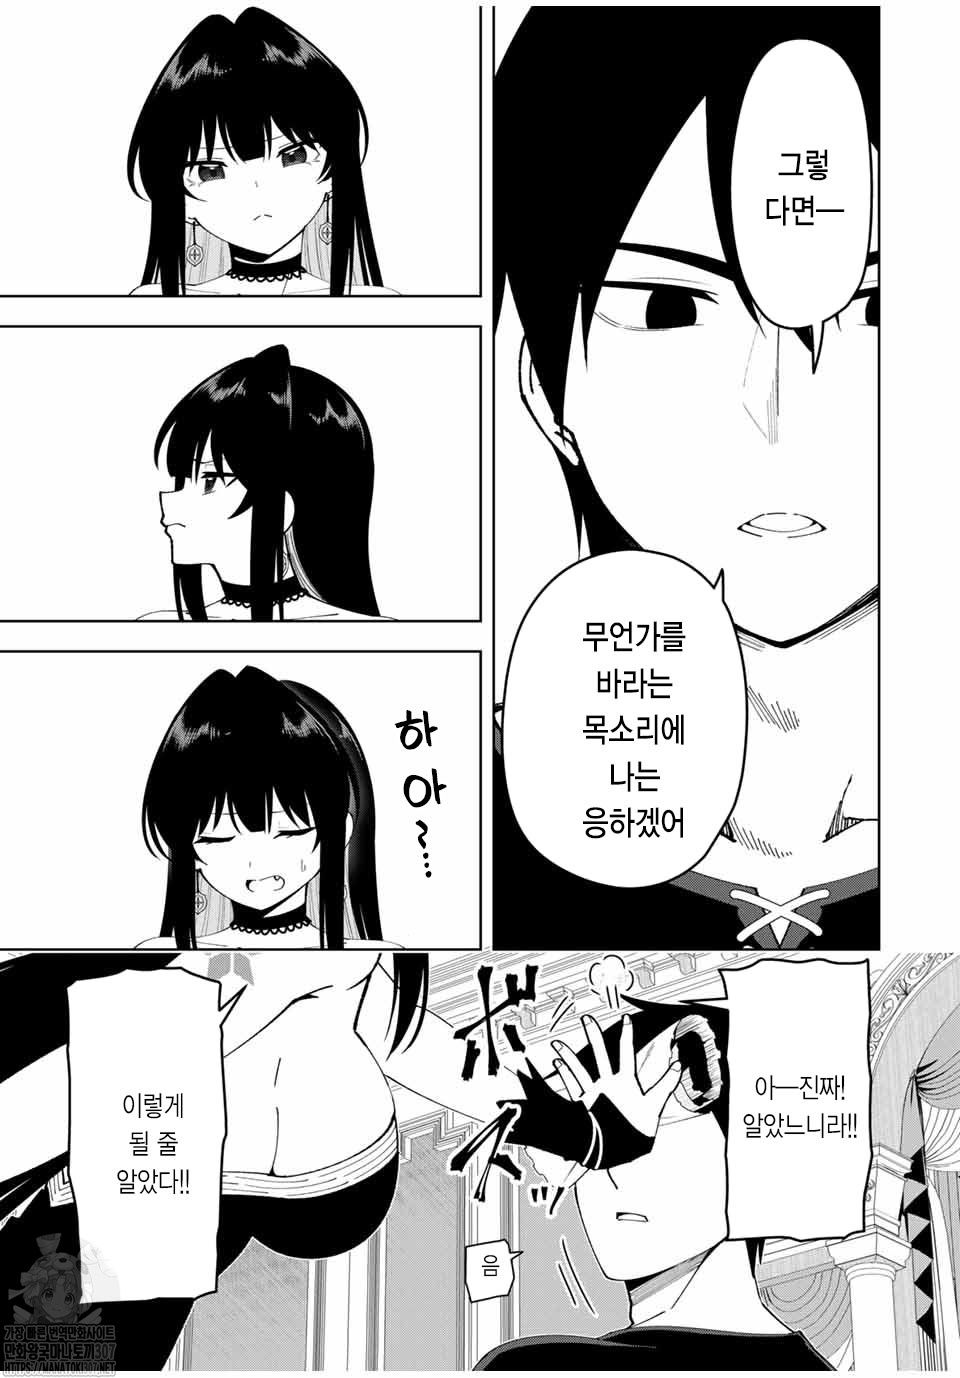 그렇
다면—
무언가를
바라는
목소리에
나는
응하겠어
하
아~...
아—진짜!
알았느니라!!
음
이렇게
될 줄
알았다!!
가장 빠른 번역만화사이트
만화왕국마나토끼307
HTTPS://MANATOKI307.NET